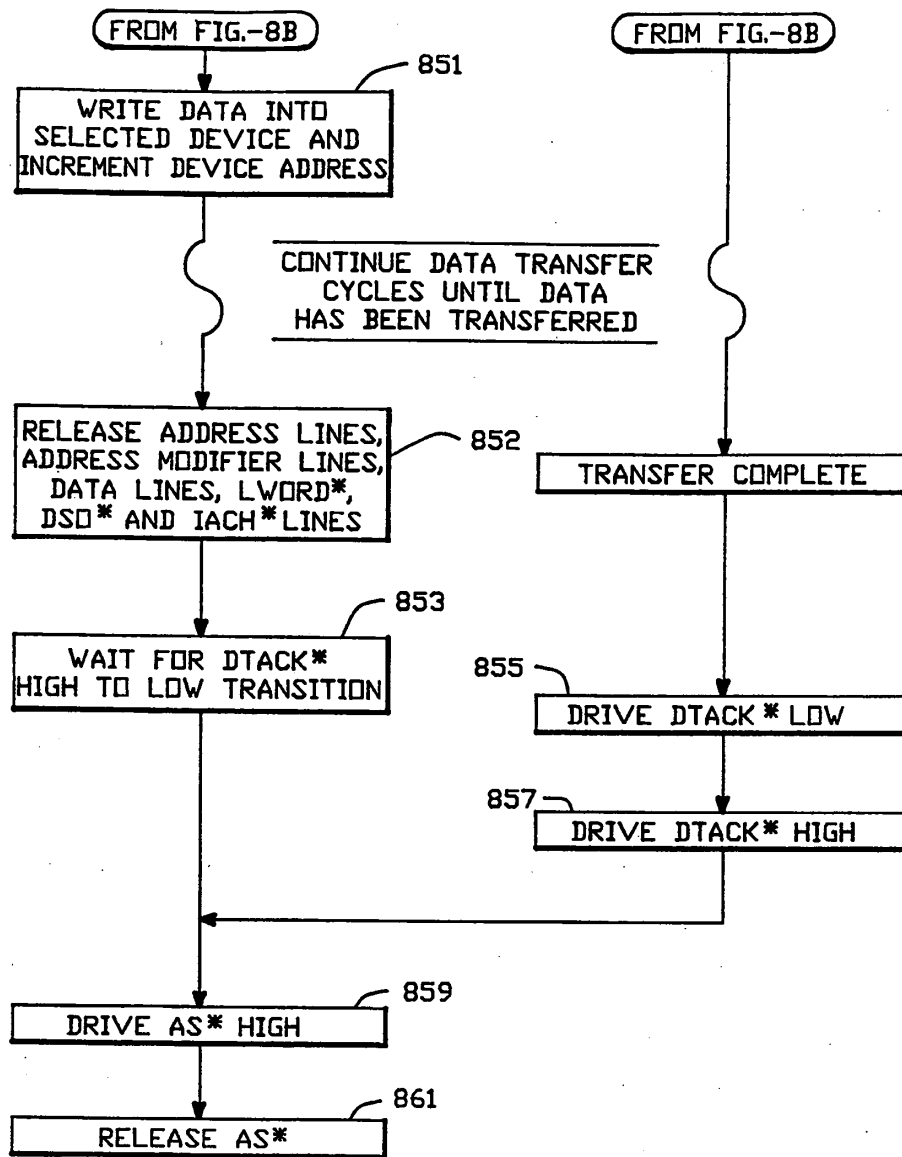 FROM FIG.-8B
FROM FIG.-8B
851
WRITE DATA INTO
SELECTED DEVICE AND
INCREMENT DEVICE ADDRESS
CONTINUE DATA TRANSFER
CYCLES UNTIL DATA
HAS BEEN TRANSFERRED
RELEASE ADDRESS LINES,
ADDRESS MODIFIER LINES,
DATA LINES, LWORD*,
DSO* AND IACH* LINES
852
TRANSFER COMPLETE
853
WAIT FOR DTACK*
HIGH TO LOW TRANSITION
855
DRIVE DTACK* LOW
857
DRIVE DTACK* HIGH
859
DRIVE AS* HIGH
861
RELEASE AS*